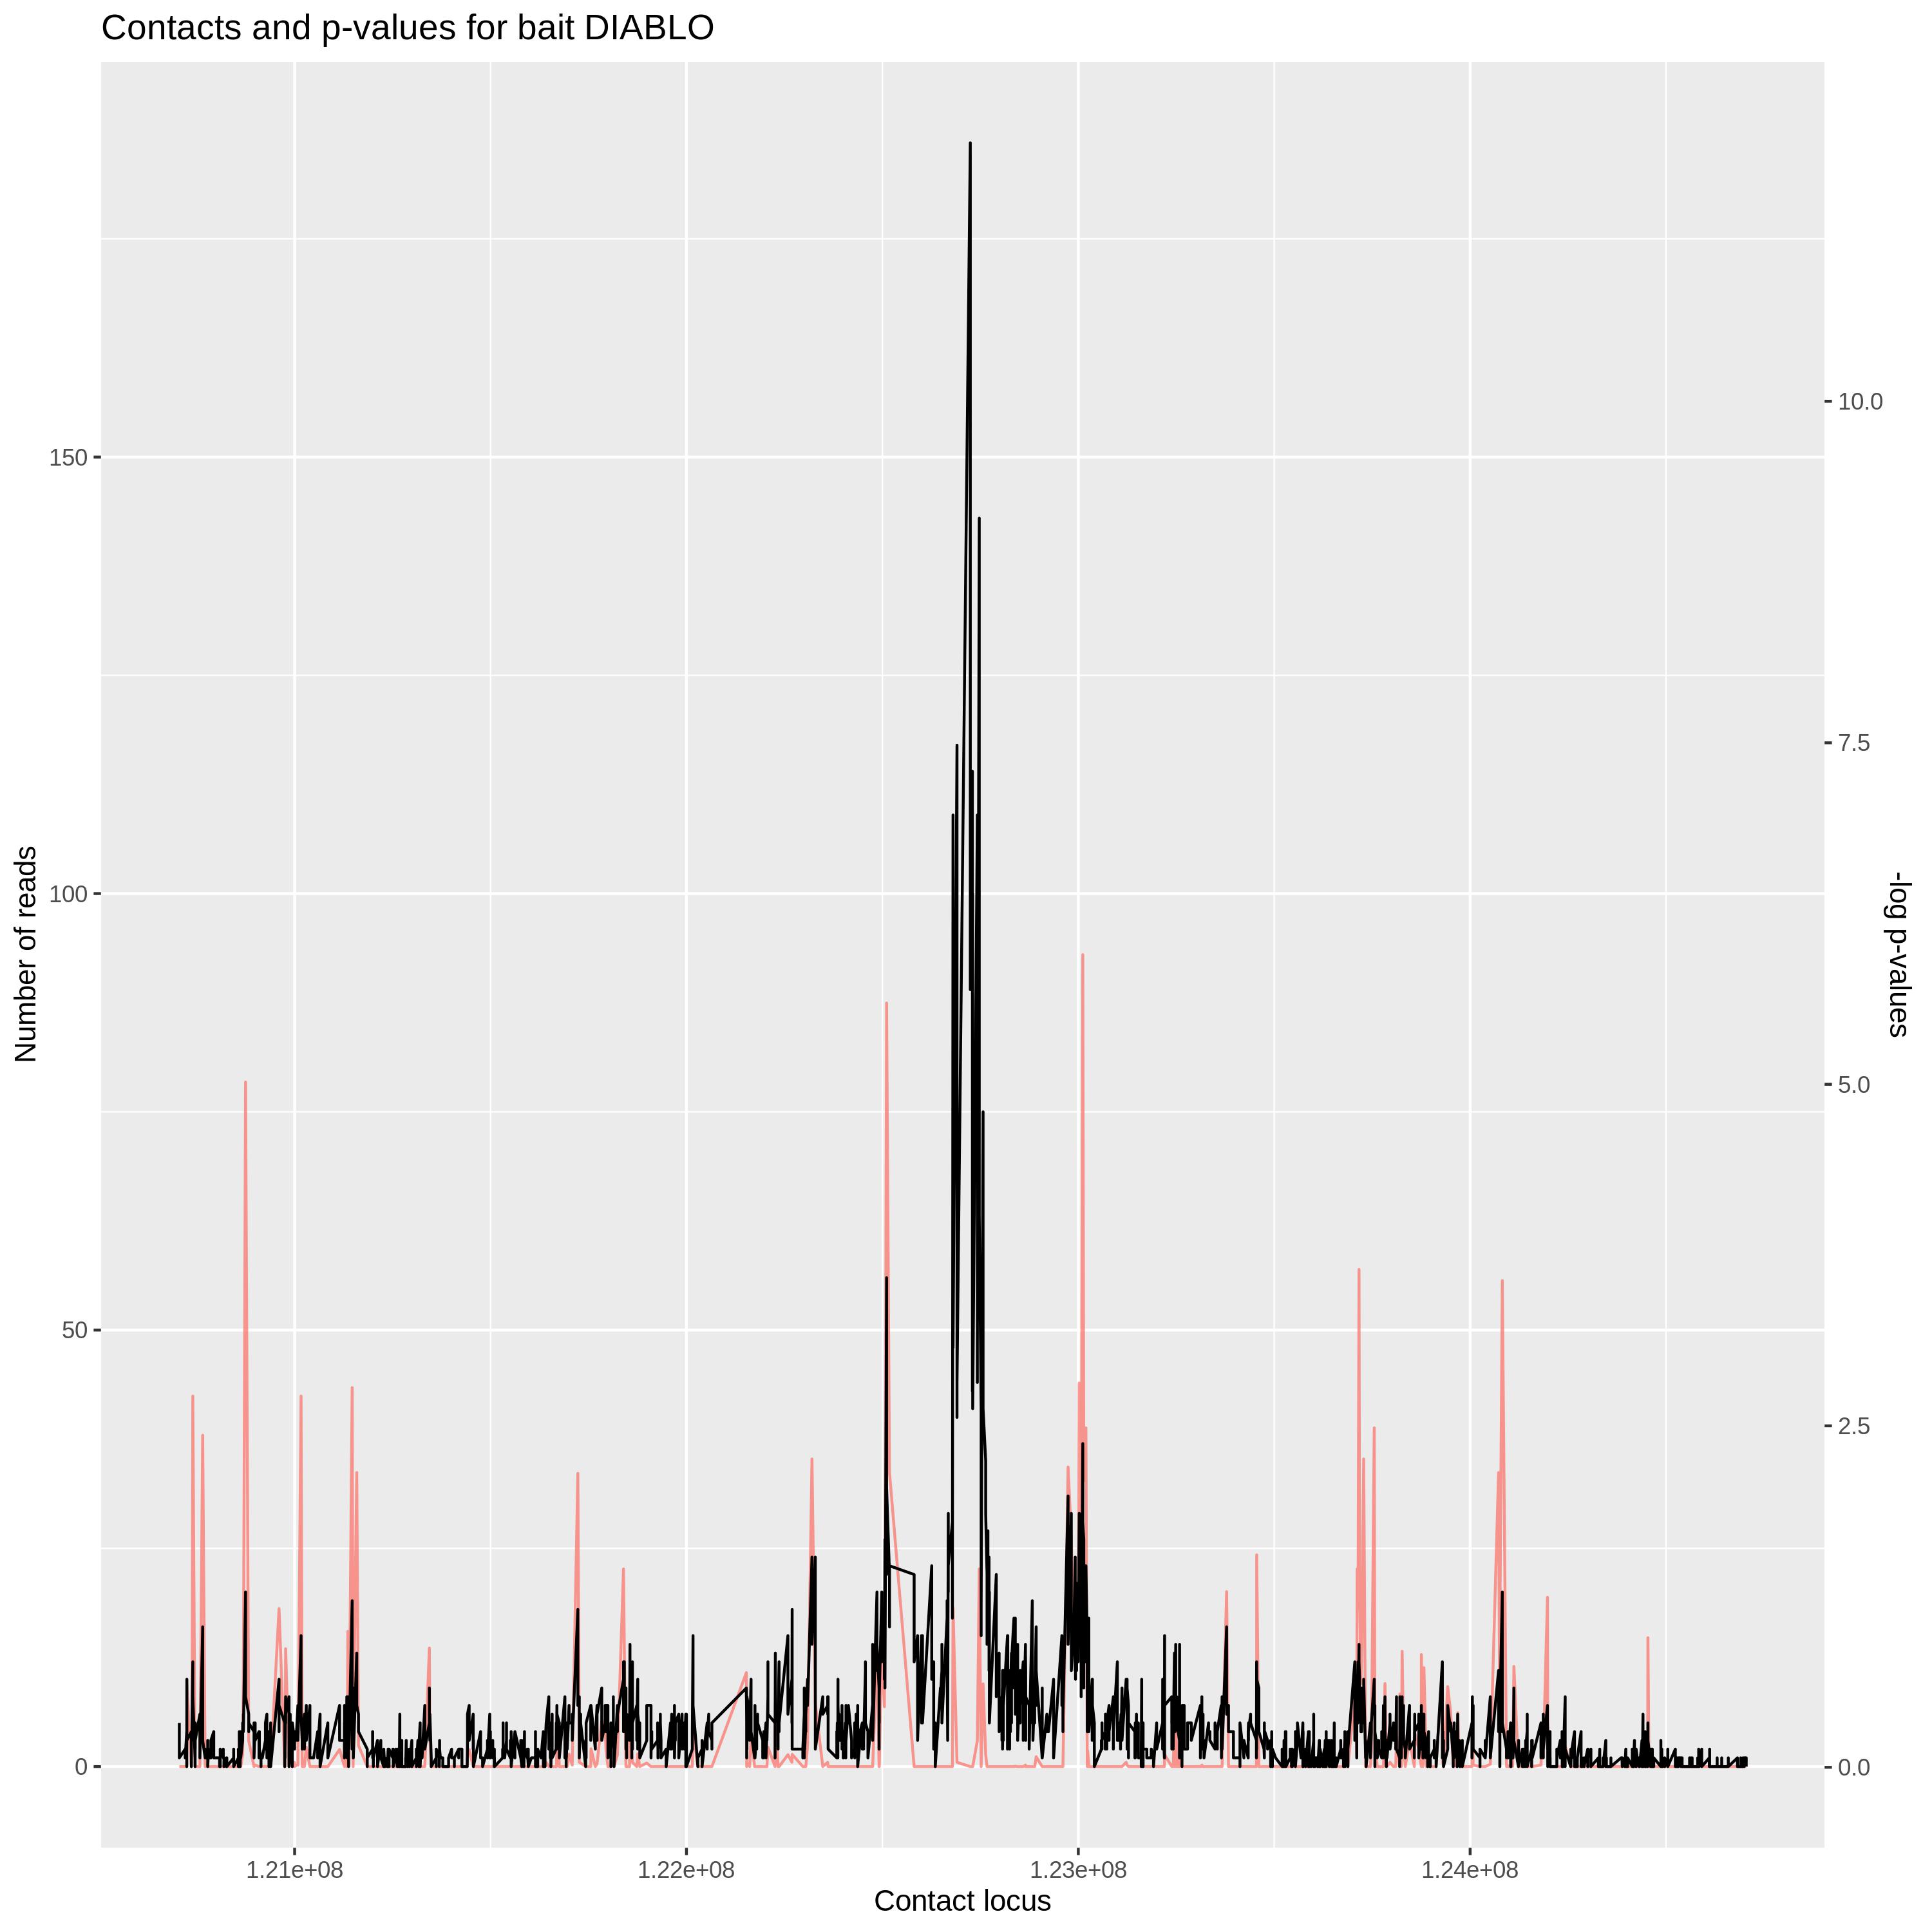 Contacts and p-values for bait DIABLO
150
100
50
0
Number of reads
10.0
7.5
5.0
2.5
0.0
-log p-values
1.21e+08
1.22e+08
1.23e+08
1.24e+08
Contact locus